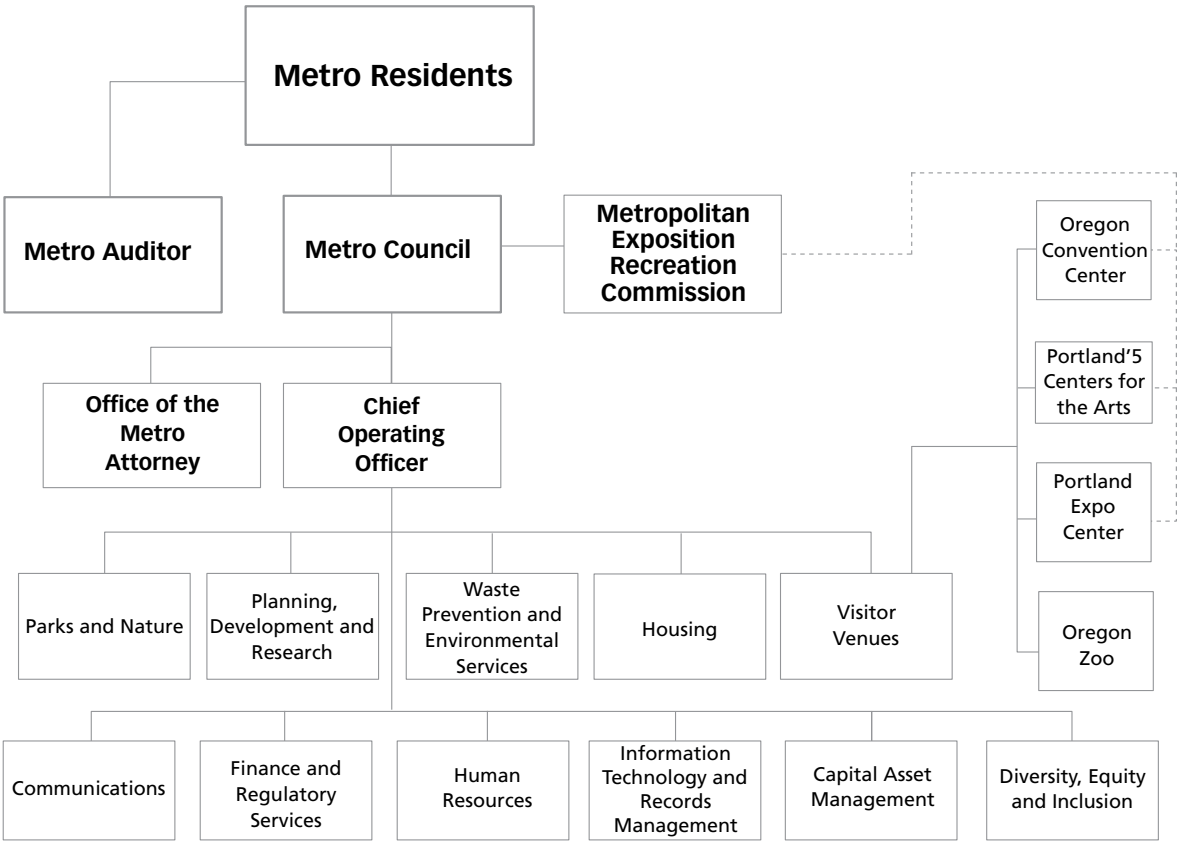 Metro Residents
Metro Auditor
Metro Council
Metropolitan
Exposition
Recreation
Commission
Oregon
Convention
Center
Portland'5
Centers for
the Arts
Portland
Expo
Center
Oregon
Zoo
Office of the
Metro
Attorney
Chief
Operating
Officer
Parks and Nature
Planning,
Development and
Research
Waste
Prevention and
Environmental
Services
Housing
Visitor
Venues
Communications
Finance and
Regulatory
Services
Human
Resources
Information
Technology and
Records
Management
Capital Asset
Management
Diversity, Equity
and Inclusion